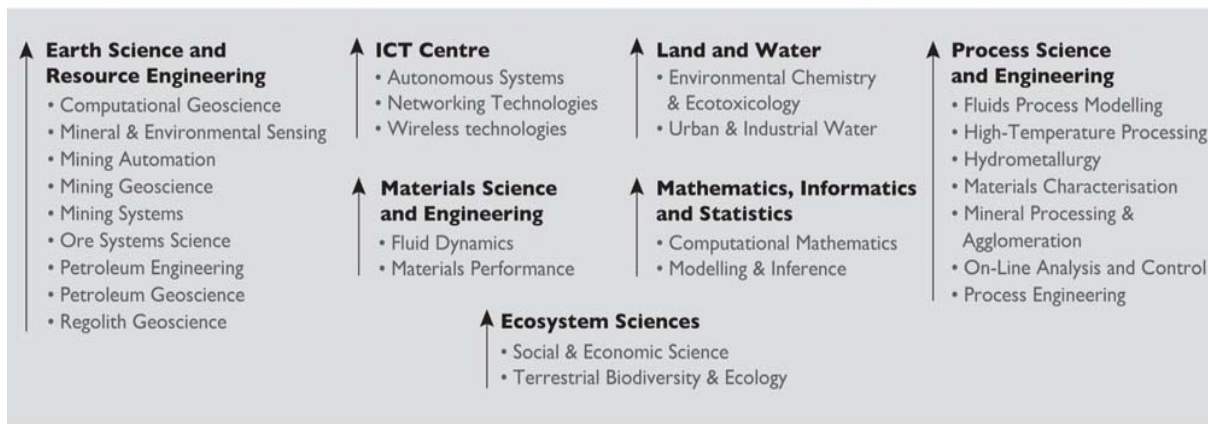 Earth Science and
Resource Engineering
• Computational Geoscience
• Mineral & Environmental Sensing
• Mining Automation
• Mining Geoscience
• Mining Systems
• Ore Systems Science
• Petroleum Engineering
• Petroleum Geoscience
• Regolith Geoscience
ICT Centre
• Autonomous Systems
• Networking Technologies
• Wireless technologies
Materials Science
and Engineering
• Fluid Dynamics
• Materials Performance
Land and Water
• Environmental Chemistry
& Ecotoxicology
• Urban & Industrial Water
Mathematics, Informatics
and Statistics
• Computational Mathematics
• Modelling & Inference
Process Science
and Engineering
• Fluids Process Modelling
• High-Temperature Processing
• Hydrometallurgy
• Materials Characterisation
• Mineral Processing &
Agglomeration
• On-Line Analysis and Control
• Process Engineering
Ecosystem Sciences
• Social & Economic Science
• Terrestrial Biodiversity & Ecology